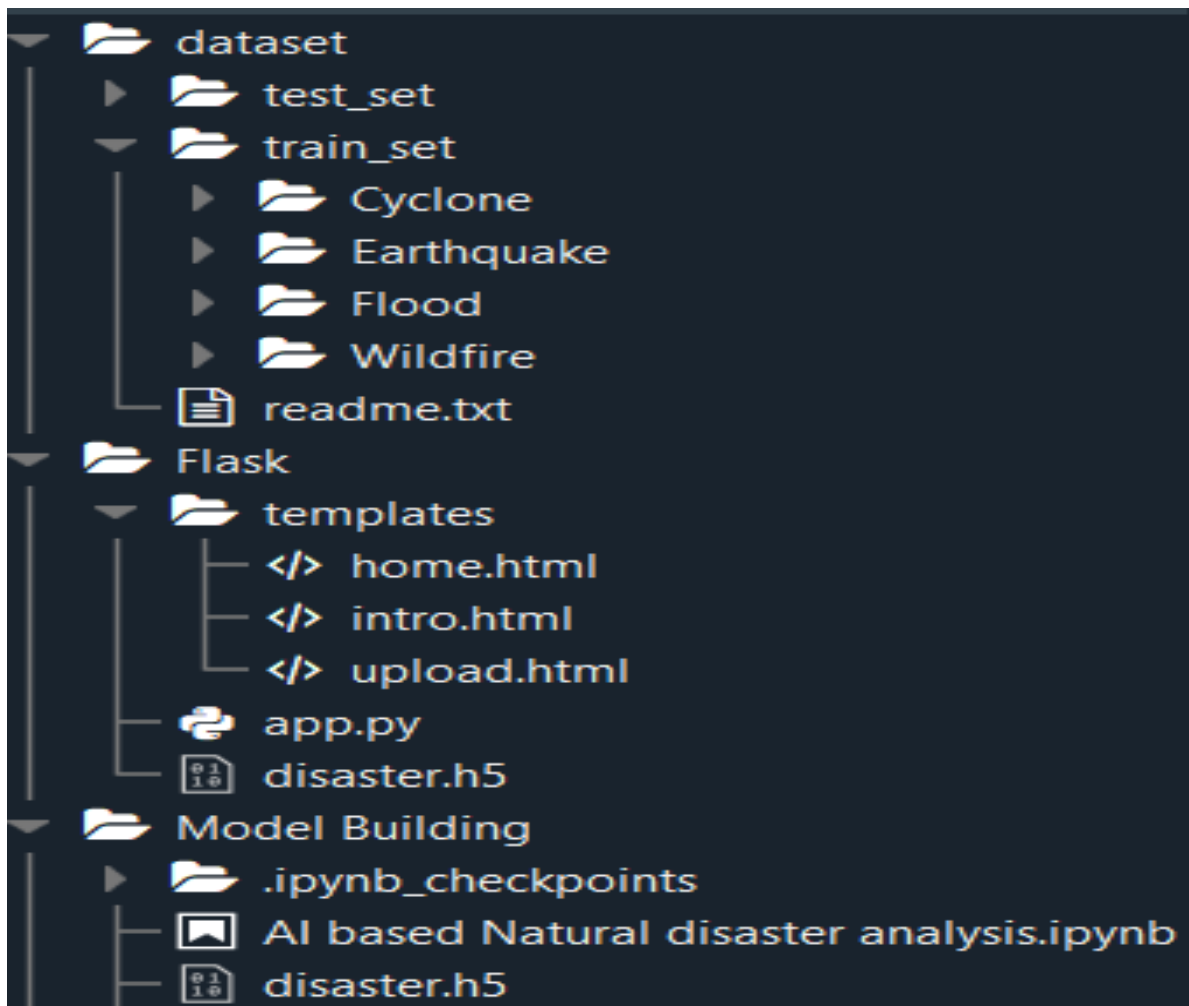 dataset
test_set
train_set
Cyclone
Earthquake
Flood
Wildfire
readme.txt
Flask
templates
</> home.html
</> intro.html
</> upload.html
app.py
disaster.h5
Model Building
.ipynb_checkpoints
AI based Natural disaster analysis.ipynb
disaster.h5